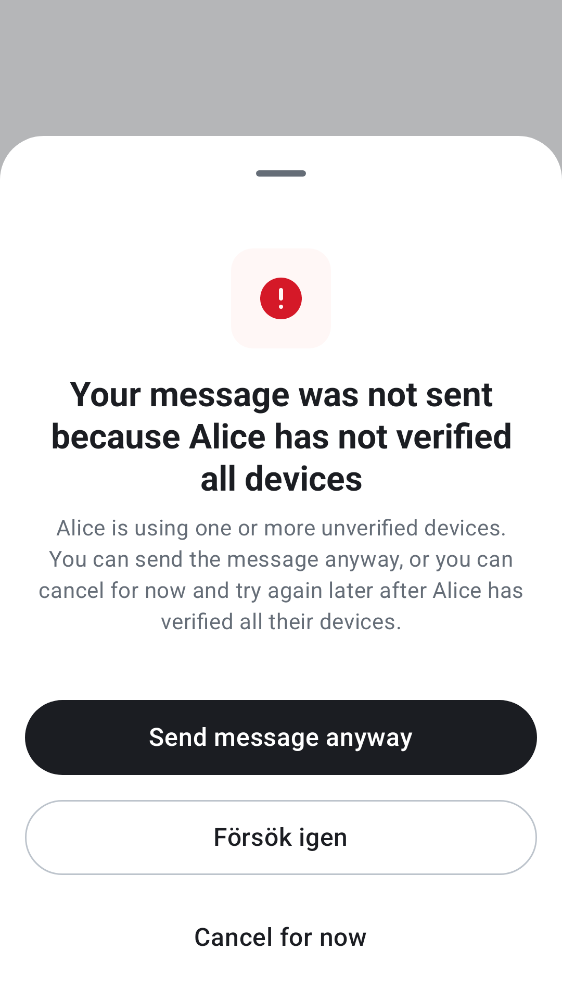 Your message was not sent
because Alice has not verified
all devices
Alice is using one or more unverified devices.
You can send the message anyway, or you can
cancel for now and try again later after Alice has
verified all their devices.
Send message anyway
Försök igen
Cancel for now